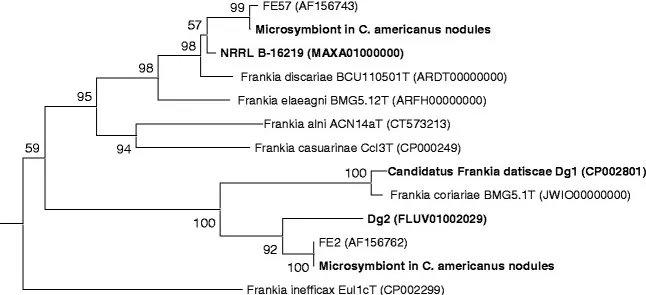 99
FE57 (AF156743)
57
Microsymbiont in C. americanus nodules
98
NRRL B-16219 (MAXA01000000)
98
Frankia discariae BCU110501T (ARDT00000000)
95
Frankia elaeagni BMG5.12T (ARFH00000000)
Frankia alni ACN14aT (CT573213)
59
94
Frankia casuarinae CcI3T (CP000249)
100
Candidatus Frankia datiscae Dg1 (CP002801)
Frankia coriariae BMG5.1T (JWIO00000000)
100
Dg2 (FLUV01002029)
92
FE2 (AF156762)
100
Microsymbiont in C. americanus nodules
Frankia inefficax EuI1cT (CP002299)